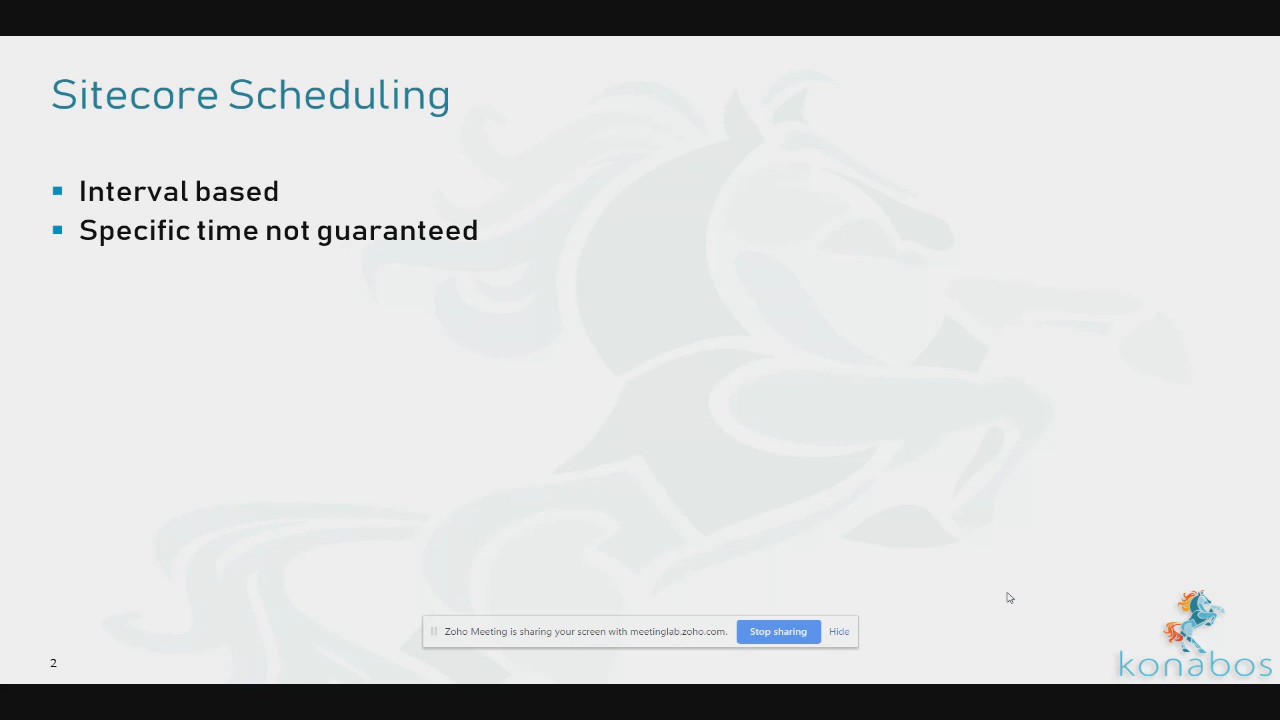 Sitecore Scheduling
▪ Interval based
▪ Specific time not guaranteed
Zoho Meeting is sharing your screen with meetinglab.zoho.com. Stop sharing Hide
2
konabos